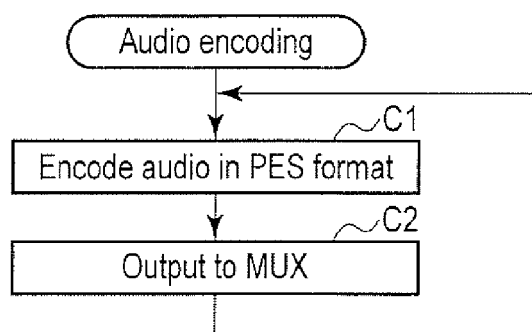 Audio encoding
C1
Encode audio in PES format
C2
Output to MUX